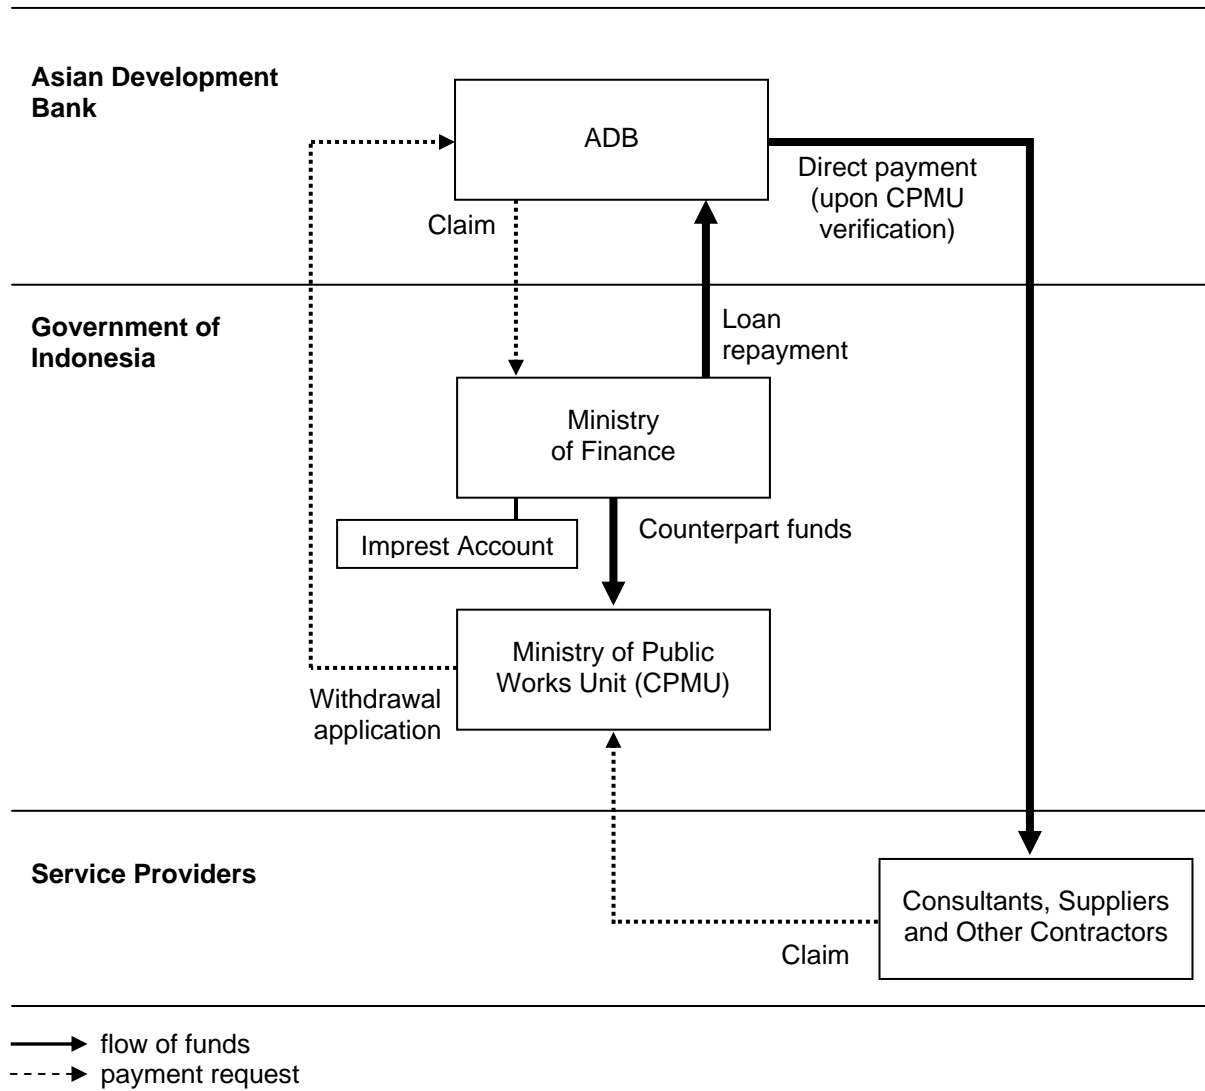 Asian Development
Bank
ADB
Direct payment
(upon CPMU
verification)
Claim
Government of
Indonesia
Loan
repayment
Ministry
of Finance
Counterpart funds
Imprest Account
Ministry of Public
Works Unit (CPMU)
Withdrawal
application
Service Providers
Consultants, Suppliers
and Other Contractors
Claim
flow of funds
payment request